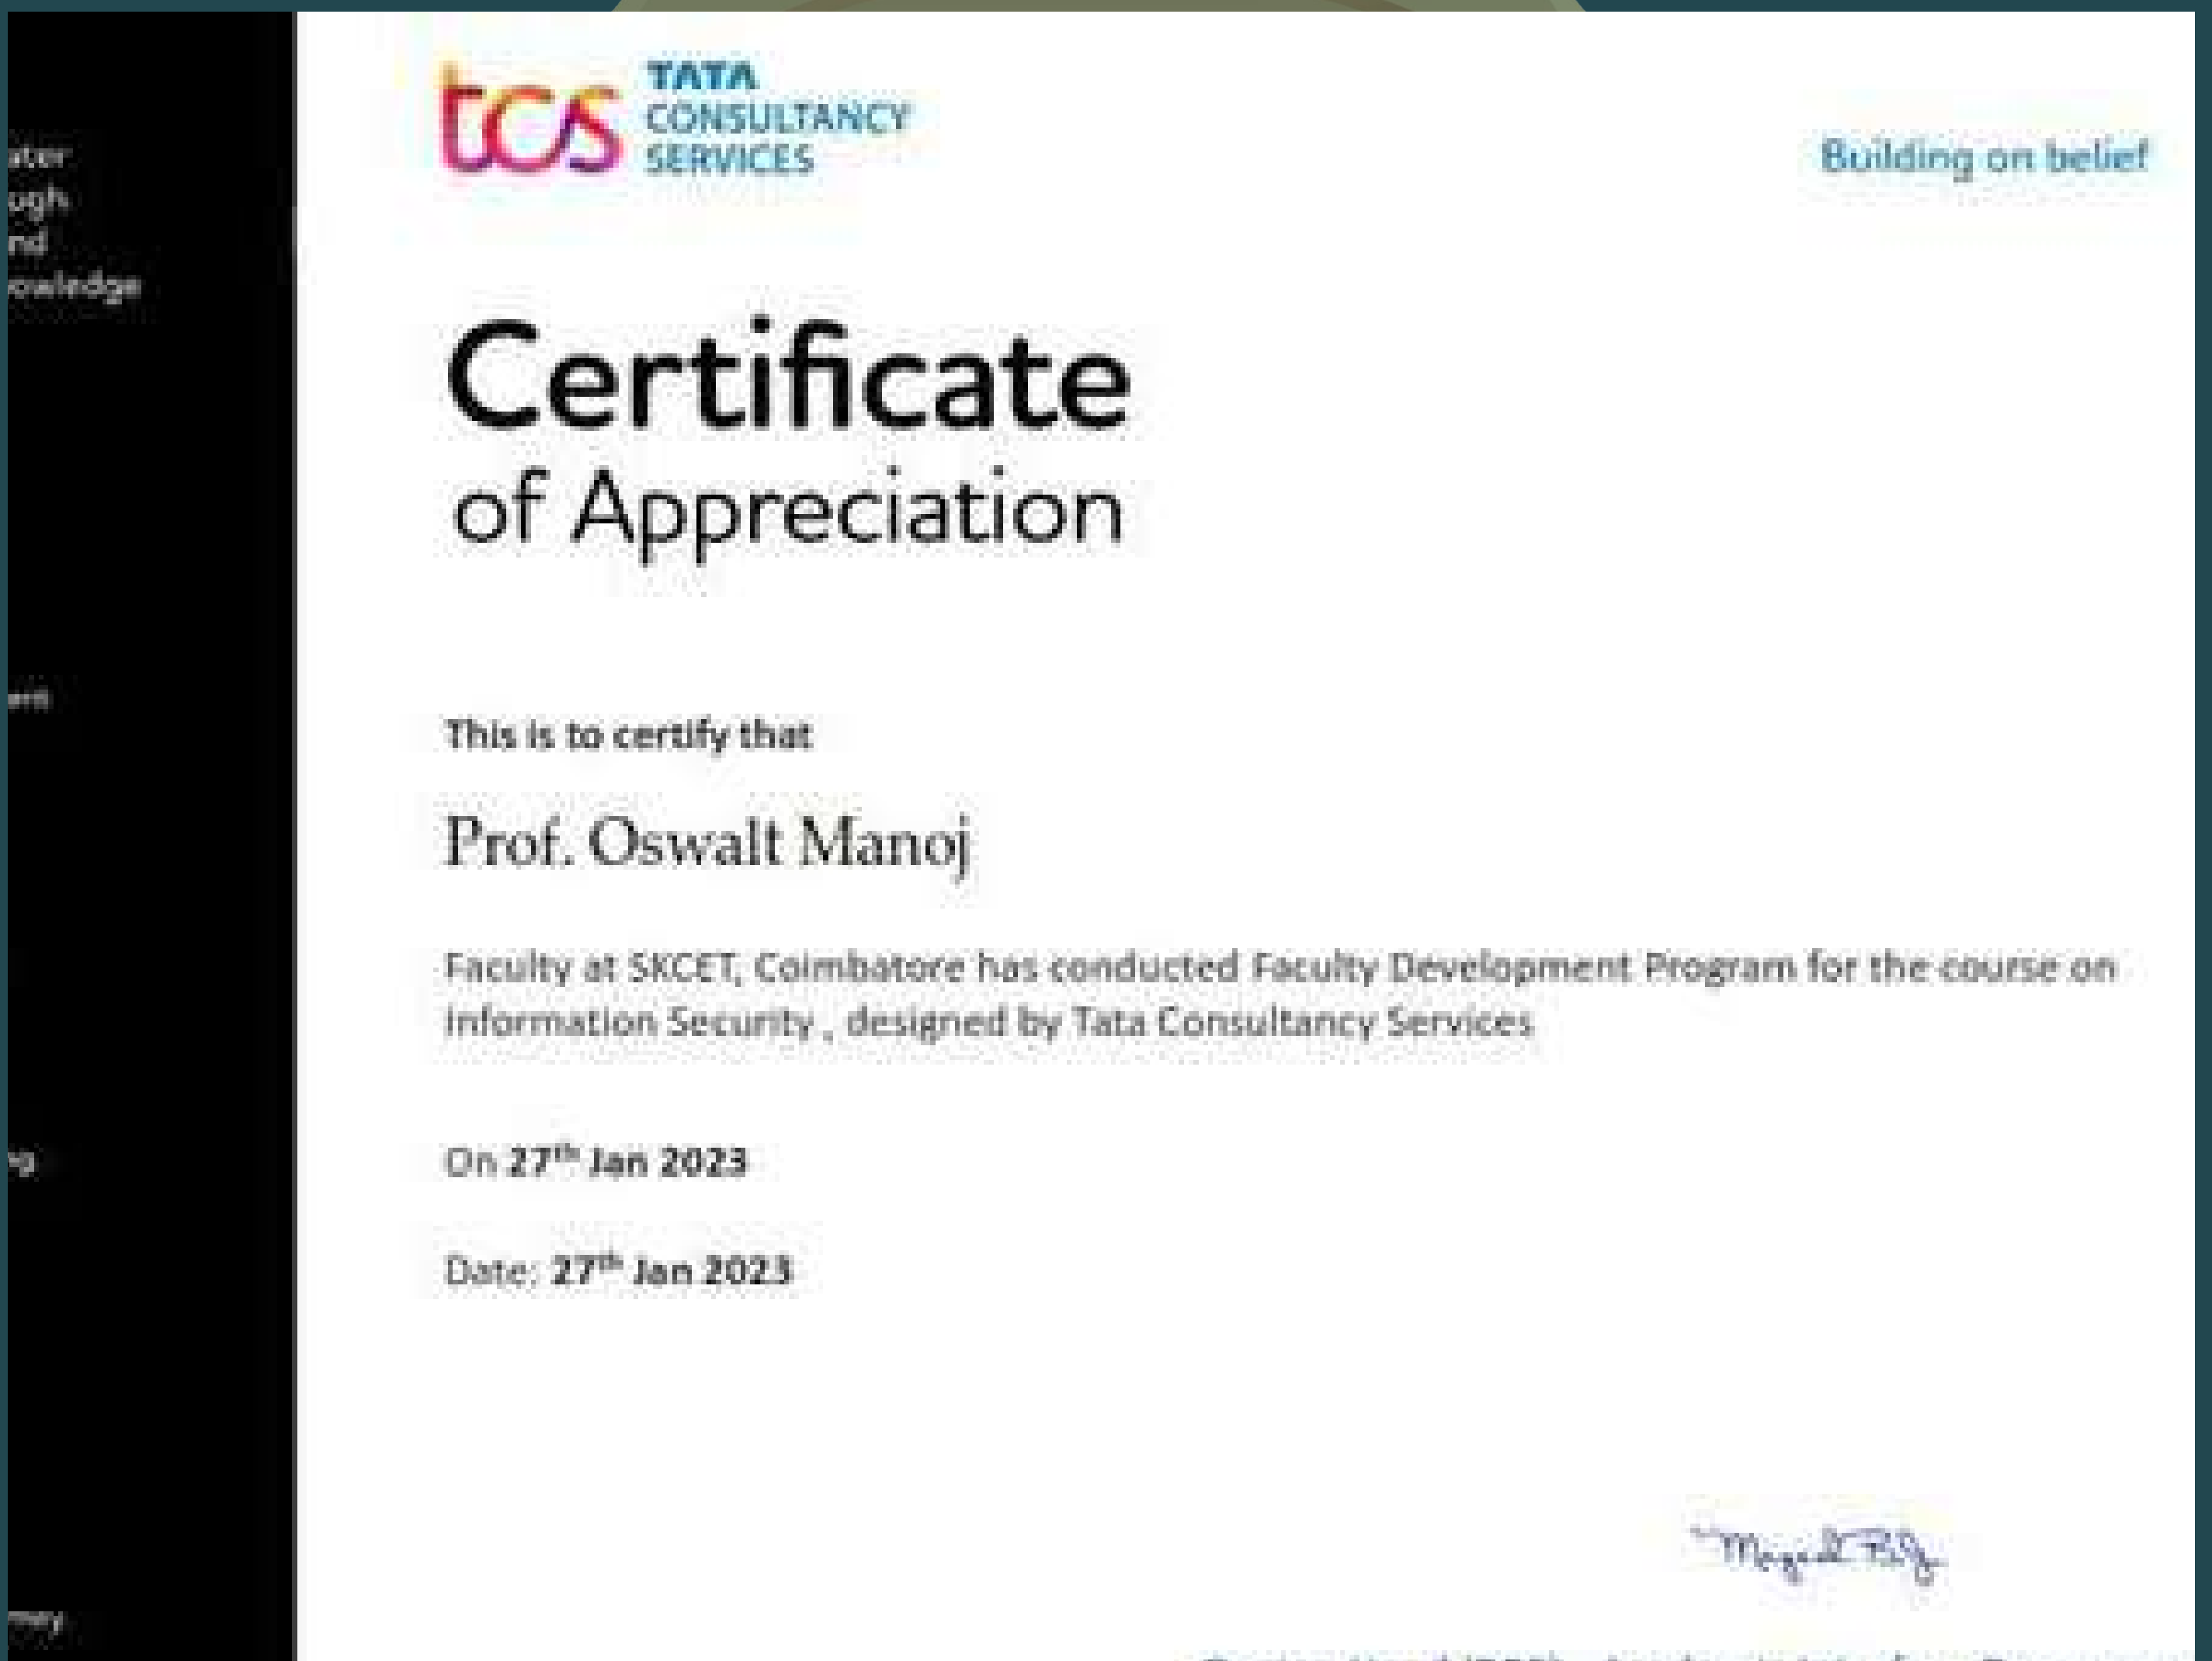 owledge
tcs TATA
CONSULTANCY
SERVICES
Building on belief
Certificate
of Appreciation
This is to certify that
Prof. Oswalt Manoj
Faculty at SKCET, Coimbatore has conducted Faculty Development Program for the course on
Information Security , designed by Tata Consultancy Services
On 27th Jan 2023
Date: 27th Jan 2023